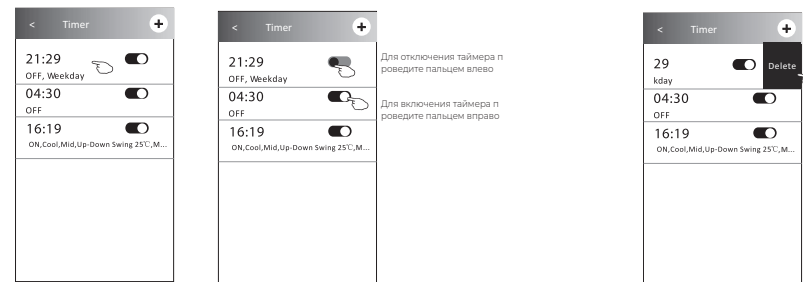 < Timer +
21:29
OFF, Weekday
04:30
OFF
16:19
ON,Cool,Mid,Up-Down Swing 25℃,M...
< Timer +
21:29
OFF, Weekday
04:30
OFF
16:19
ON,Cool,Mid,Up-Down Swing 25℃,M...
Для отключения таймера п
роведите пальцем влево
Для включения таймера п
роведите пальцем вправо
< Timer +
29 Delete
kday
04:30
OFF
16:19
ON,Cool,Mid,Up-Down Swing 25℃,M...